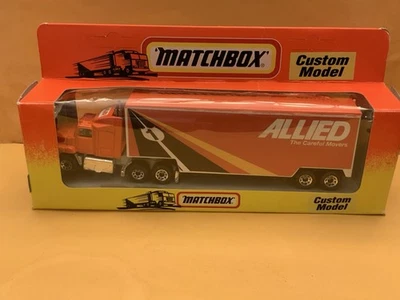 MATCHBOX
Custom
Model
ALLIED
The Careful Movers
MATCHBOX
Custom
Model